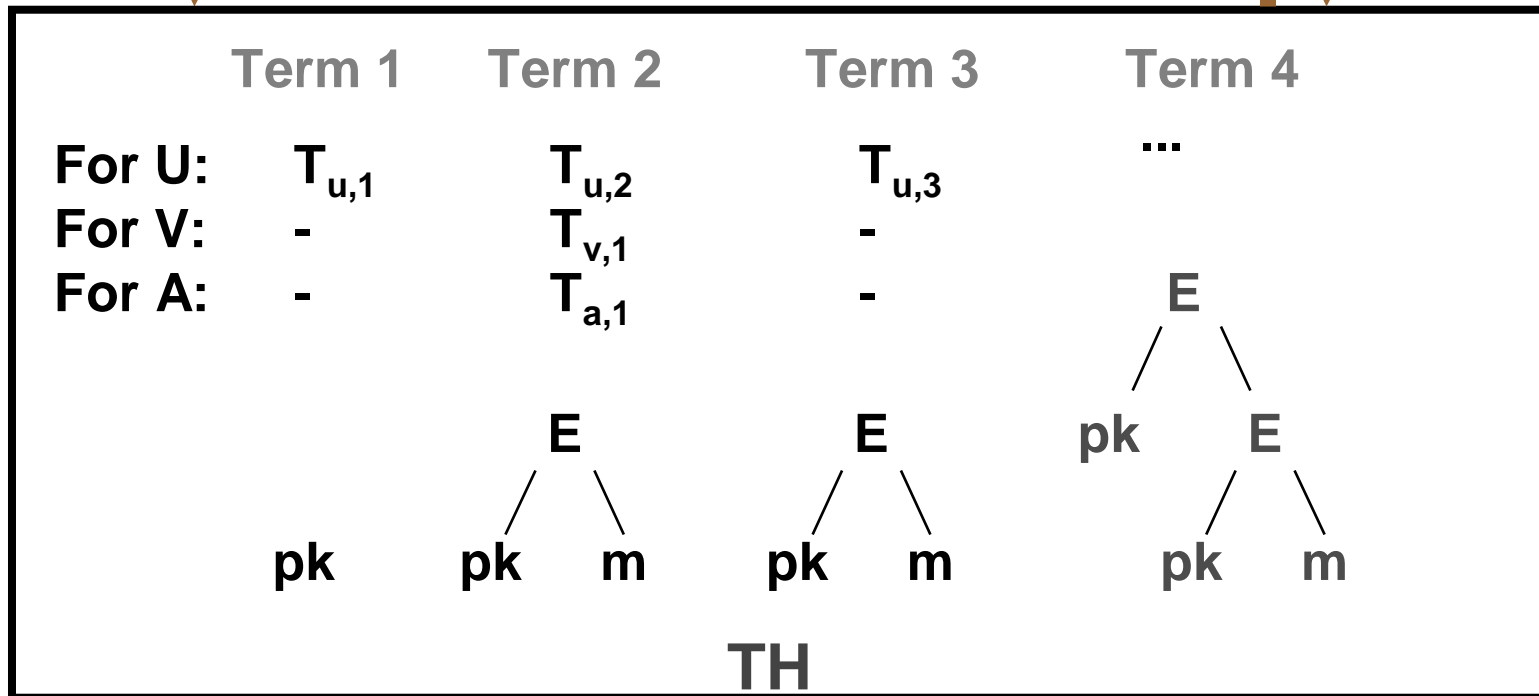 Term 1 Term 2 Term 3 Term 4
For U: Tu,1 Tu,2 Tu,3 ...
For V: - Tv,1 -
For A: - Ta,1 - E
E E pk E
pk pk m pk m pk m
TH